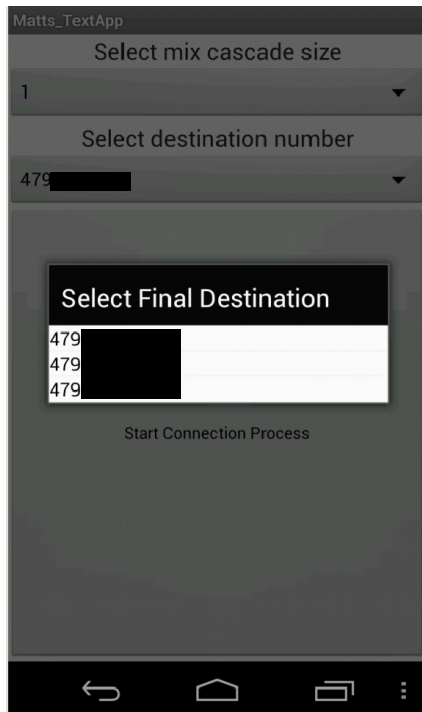 Matts_TextApp
Select mix cascade size
1
Select destination number
479
Select Final Destination
479
479
479
Start Connection Process